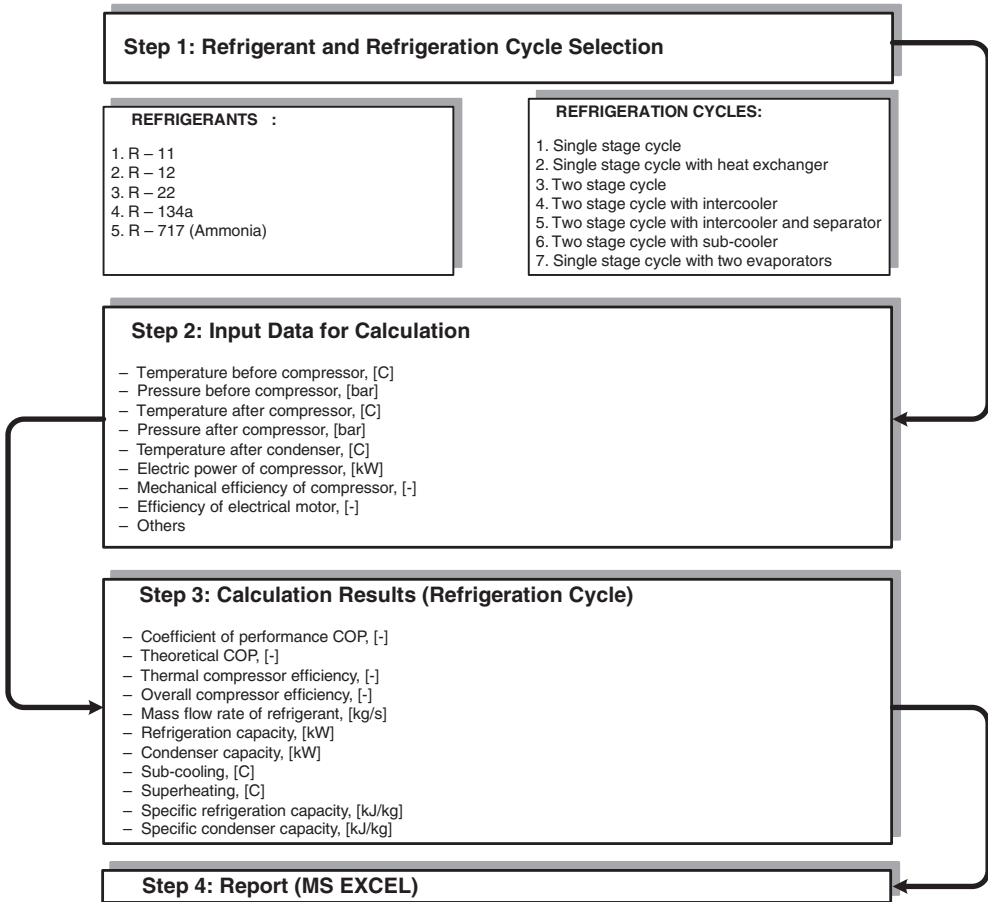 Step 1: Refrigerant and Refrigeration Cycle Selection
REFRIGERANTS :
1. R – 11
2. R – 12
3. R – 22
4. R – 134a
5. R – 717 (Ammonia)
REFRIGERATION CYCLES:
1. Single stage cycle
2. Single stage cycle with heat exchanger
3. Two stage cycle
4. Two stage cycle with intercooler
5. Two stage cycle with intercooler and separator
6. Two stage cycle with sub-cooler
7. Single stage cycle with two evaporators
Step 2: Input Data for Calculation
– Temperature before compressor, [C]
– Pressure before compressor, [bar]
– Temperature after compressor, [C]
– Pressure after compressor, [bar]
– Temperature after condenser, [C]
– Electric power of compressor, [kW]
– Mechanical efficiency of compressor, [-]
– Efficiency of electrical motor, [-]
– Others
Step 3: Calculation Results (Refrigeration Cycle)
– Coefficient of performance COP, [-]
– Theoretical COP, [-]
– Thermal compressor efficiency, [-]
– Overall compressor efficiency, [-]
– Mass flow rate of refrigerant, [kg/s]
– Refrigeration capacity, [kW]
– Condenser capacity, [kW]
– Sub-cooling, [C]
– Superheating, [C]
– Specific refrigeration capacity, [kJ/kg]
– Specific condenser capacity, [kJ/kg]
Step 4: Report (MS EXCEL)